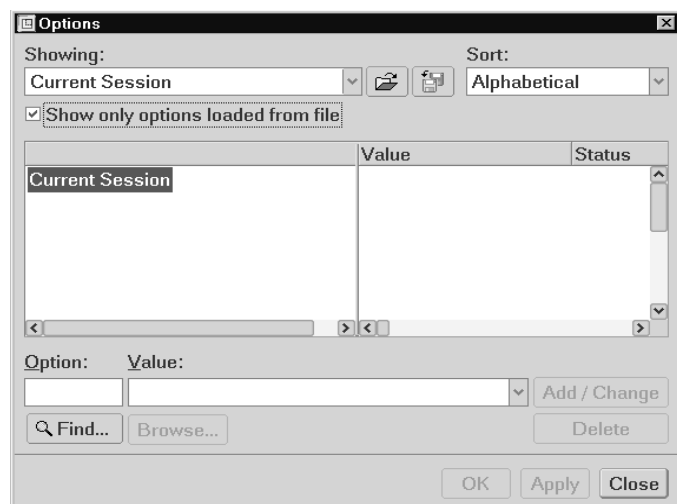 Options
Showing:
Sort:
Current Session
Alphabetical
Show only options loaded from file
Value
Status
Current Session
Option:
Value:
Add / Change
Find...
Browse...
Delete
OK
Apply
Close